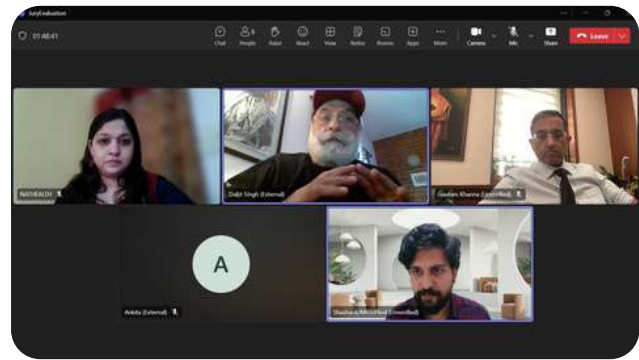 JuryEvaluation
01:48:41
Chat People Raise React View Notes Rooms Apps More Camera Mic Share Leave
NATHEALTH
Daljit Singh (External)
Gautam Khanna (Unverified)
A
Ankita (External)
(Unverified)